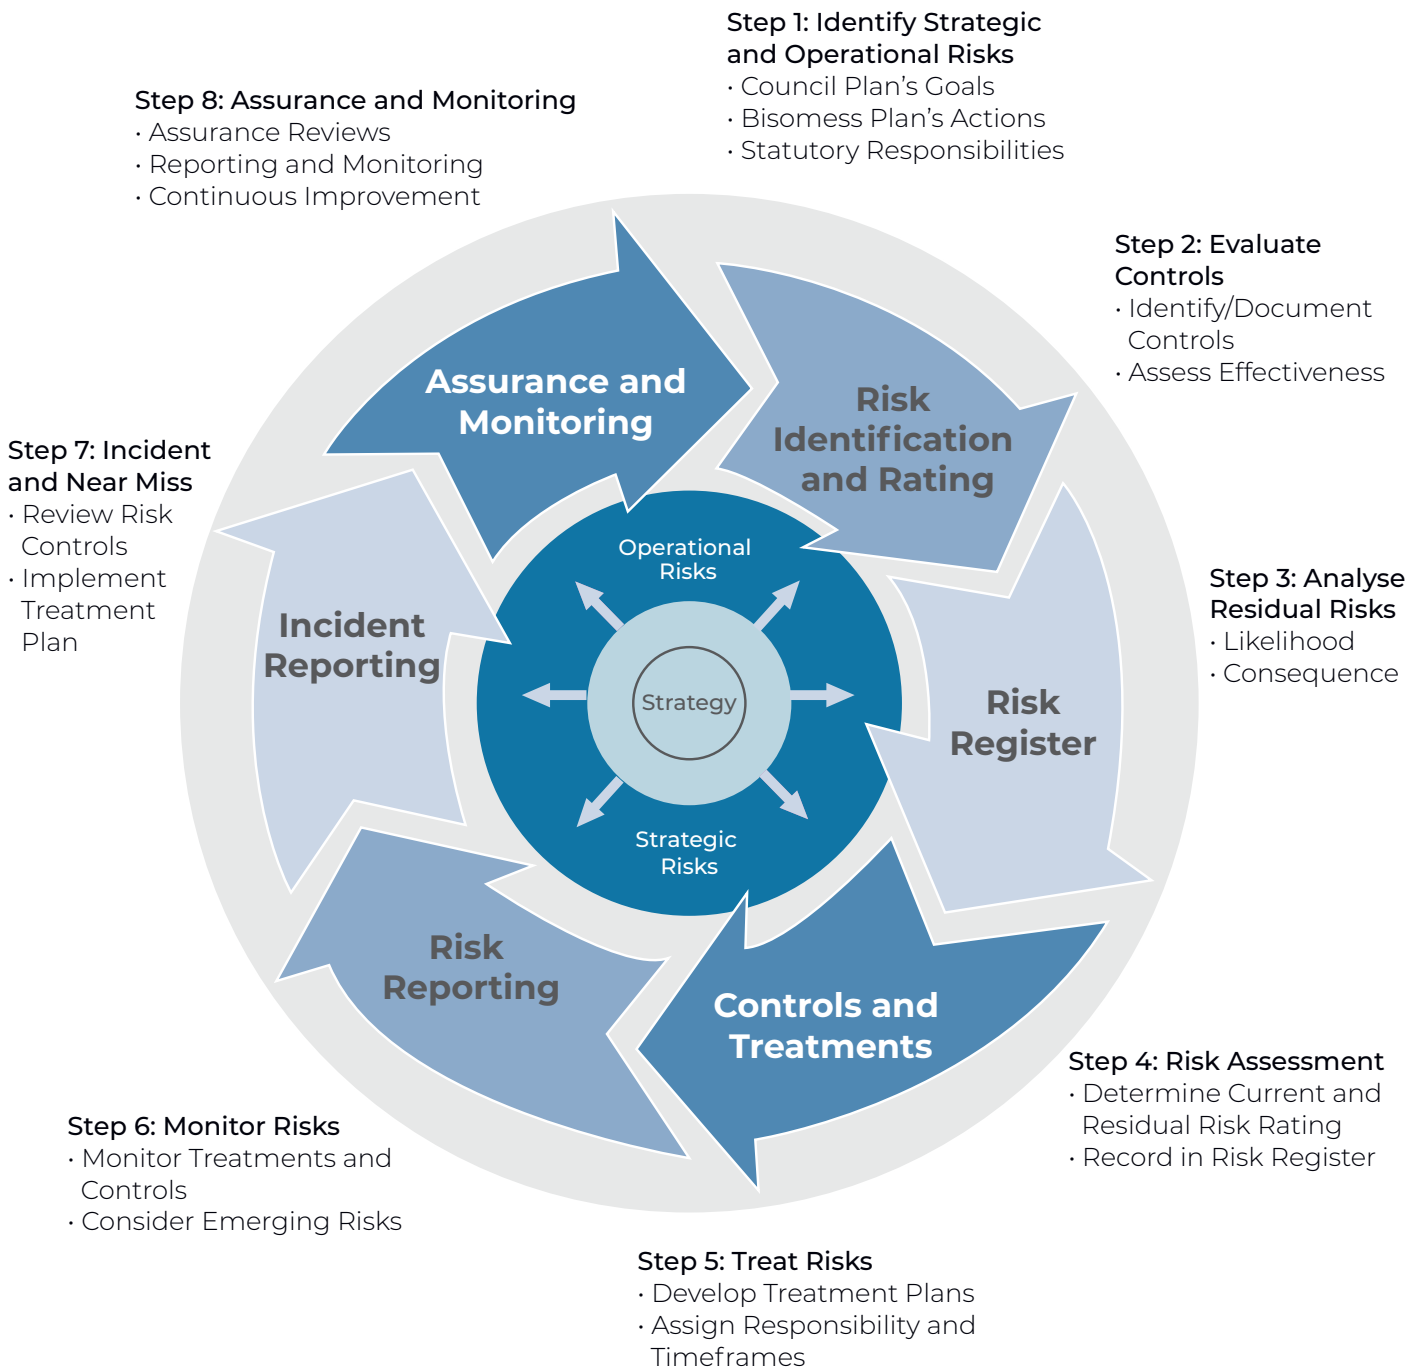 Step 1: Identify Strategic
and Operational Risks
· Council Plan's Goals
· Bisomess Plan's Actions
· Statutory Responsibilities
Step 2: Evaluate
Controls
· Identify/Document
Controls
· Assess Effectiveness
Step 3: Analyse
Residual Risks
· Likelihood
· Consequence
Step 4: Risk Assessment
· Determine Current and
Residual Risk Rating
· Record in Risk Register
Step 5: Treat Risks
· Develop Treatment Plans
· Assign Responsibility and
Timeframes
Step 6: Monitor Risks
· Monitor Treatments and
Controls
· Consider Emerging Risks
Step 7: Incident
and Near Miss
· Review Risk
Controls
· Implement
Treatment
Plan
Step 8: Assurance and Monitoring
· Assurance Reviews
· Reporting and Monitoring
· Continuous Improvement
Assurance and
Monitoring
Risk
Identification
and Rating
Risk
Register
Controls and
Treatments
Risk
Reporting
Incident
Reporting
Operational
Risks
Strategy
Strategic
Risks